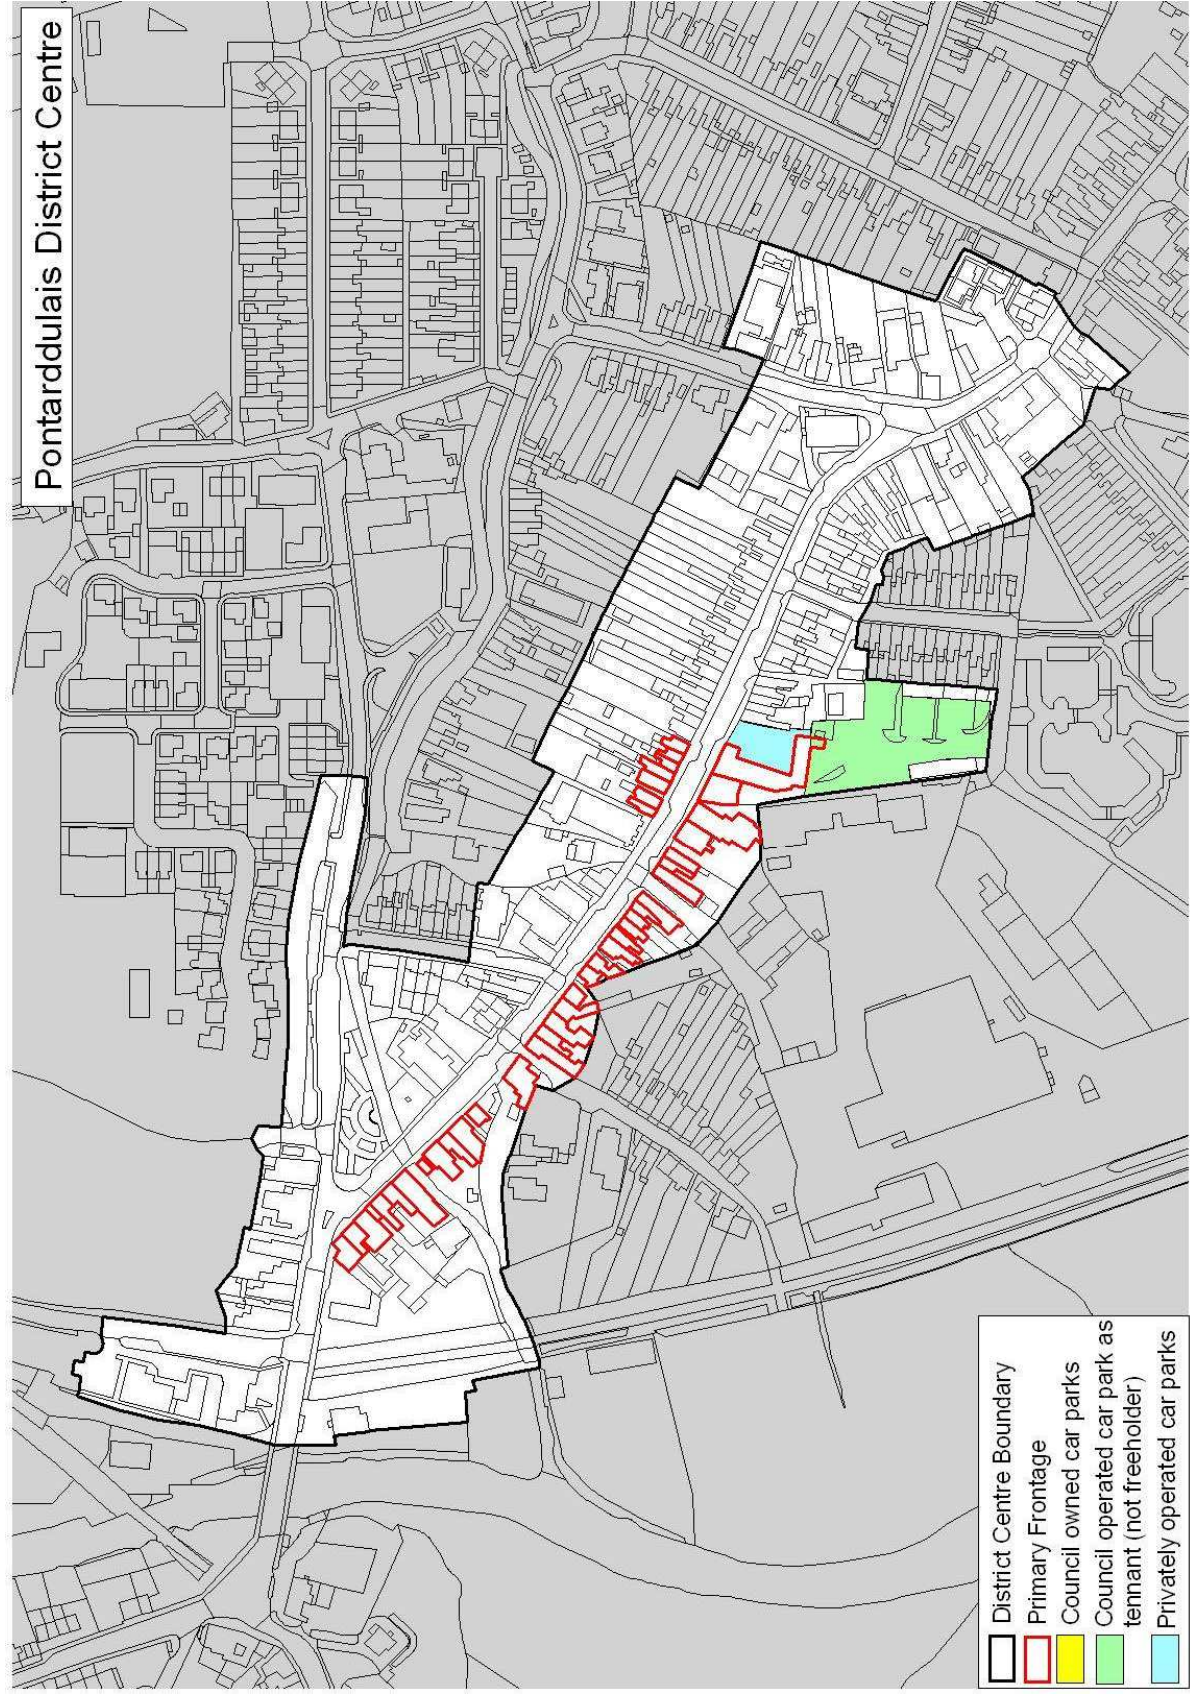 Pontarddulais District Centre
District Centre Boundary
Primary Frontage
Council owned car parks
Council operated car park as
tennant (not freeholder)
Privately operated car parks